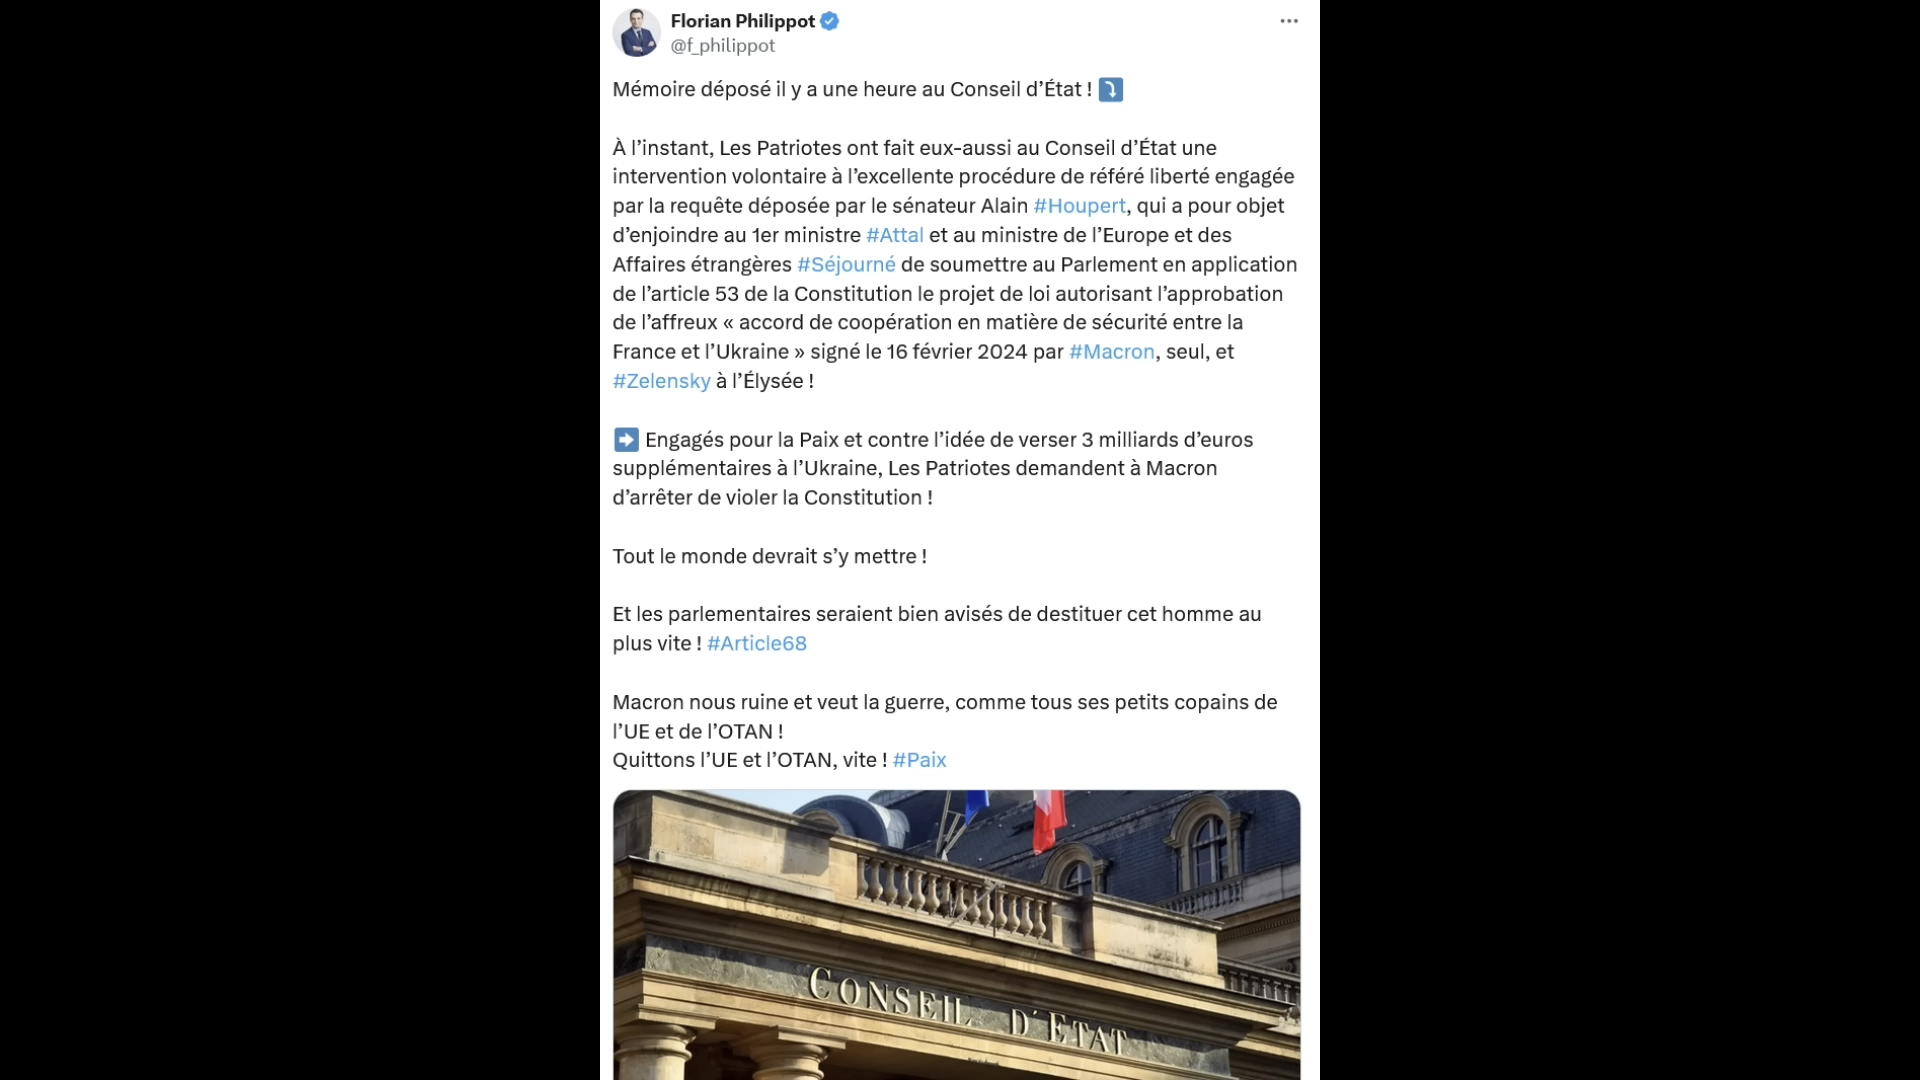 Florian Philippot
@f_philippot
Mémoire déposé il y a une heure au Conseil d’État !
À l’instant, Les Patriotes ont fait eux-aussi au Conseil d’État une
intervention volontaire à l’excellente procédure de référé liberté engagée
par la requête déposée par le sénateur Alain #Houpert, qui a pour objet
d’enjoindre au 1er ministre #Attal et au ministre de l’Europe et des
Affaires étrangères #Séjourné de soumettre au Parlement en application
de l’article 53 de la Constitution le projet de loi autorisant l’approbation
de l’affreux « accord de coopération en matière de sécurité entre la
France et l’Ukraine » signé le 16 février 2024 par #Macron, seul, et
#Zelensky à l’Élysée !
Engagés pour la Paix et contre l’idée de verser 3 milliards d’euros
supplémentaires à l’Ukraine, Les Patriotes demandent à Macron
d’arrêter de violer la Constitution !
Tout le monde devrait s’y mettre !
Et les parlementaires seraient bien avisés de destituer cet homme au
plus vite ! #Article68
Macron nous ruine et veut la guerre, comme tous ses petits copains de
l’UE et de l’OTAN !
Quittons l’UE et l’OTAN, vite ! #Paix
CONSEIL D'ETAT